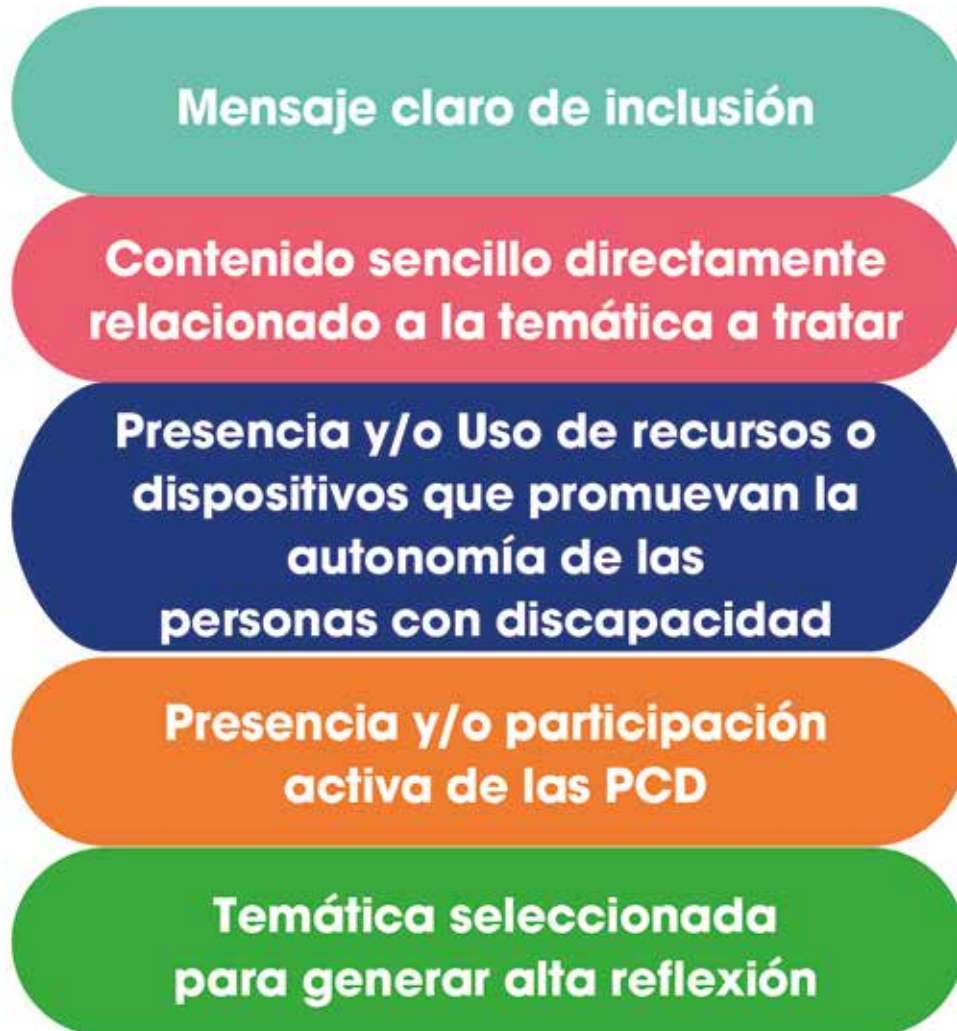 Mensaje claro de inclusión
Contenido sencillo directamente
relacionado a la temática a tratar
Presencia y/o Uso de recursos o
dispositivos que promuevan la
autonomía de las
personas con discapacidad
Presencia y/o participación
activa de las PCD
Temática seleccionada
para generar alta reflexión